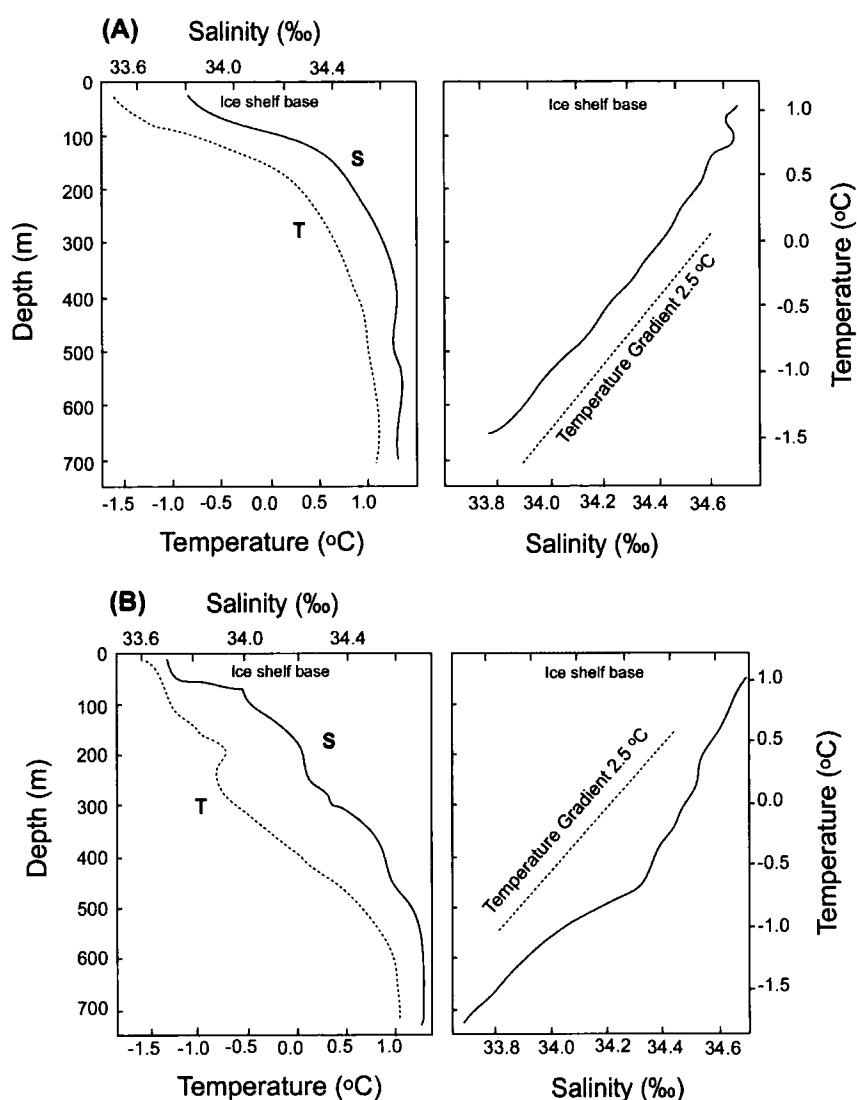 (A)
Salinity (‰)
33.6 34.0 34.4
0
100
200
300
400
500
600
700
Depth (m)
Ice shelf base
S
T
-1.5 -1.0 -0.5 0.0 0.5 1.0
Temperature (oC)
Ice shelf base
Temperature Gradient 2.5 oC
1.0
0.5
0.0
-0.5
-1.0
-1.5
Temperature (oC)
33.8 34.0 34.2 34.4 34.6
Salinity (‰)
(B)
Salinity (‰)
33.6 34.0 34.4
0
100
200
300
400
500
600
700
Depth (m)
Ice shelf base
S
T
-1.5 -1.0 -0.5 0.0 0.5 1.0
Temperature (oC)
Ice shelf base
Temperature Gradient 2.5 oC
1.0
0.5
0.0
-0.5
-1.0
-1.5
Temperature (oC)
33.8 34.0 34.2 34.4 34.6
Salinity (‰)